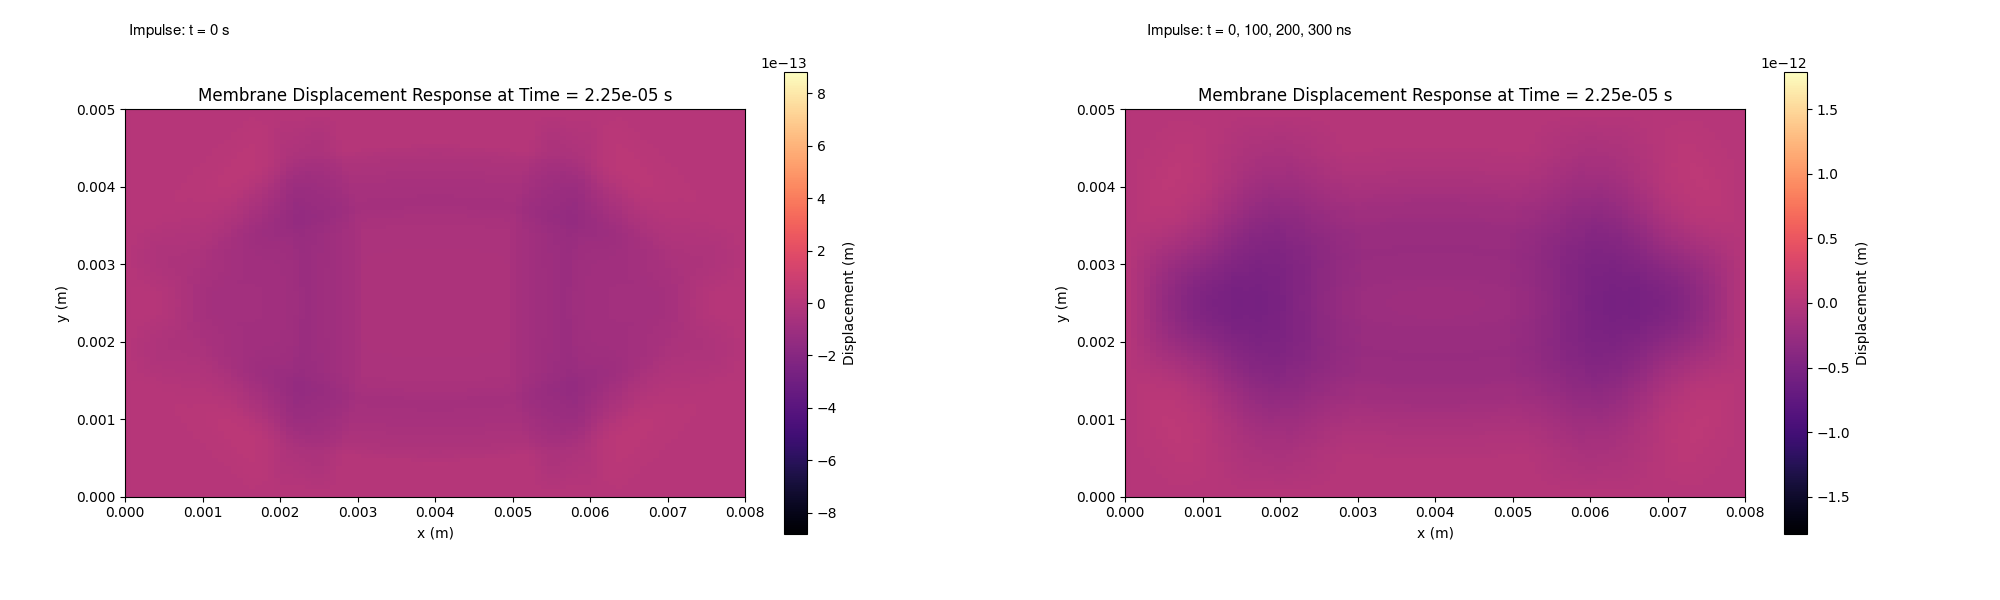 Impulse: t = 0 s
1e−13
Membrane Displacement Response at Time = 2.25e-05 s
0.005
0.004
0.003
0.002
0.001
0.000
y (m)
0.000 0.001 0.002 0.003 0.004 0.005 0.006 0.007 0.008
x (m)
8
6
4
2
0
−2
−4
−6
−8
Displacement (m)
Impulse: t = 0, 100, 200, 300 ns
1e−12
Membrane Displacement Response at Time = 2.25e-05 s
0.005
0.004
0.003
0.002
0.001
0.000
y (m)
0.000 0.001 0.002 0.003 0.004 0.005 0.006 0.007 0.008
x (m)
1.5
1.0
0.5
0.0
−0.5
−1.0
−1.5
Displacement (m)